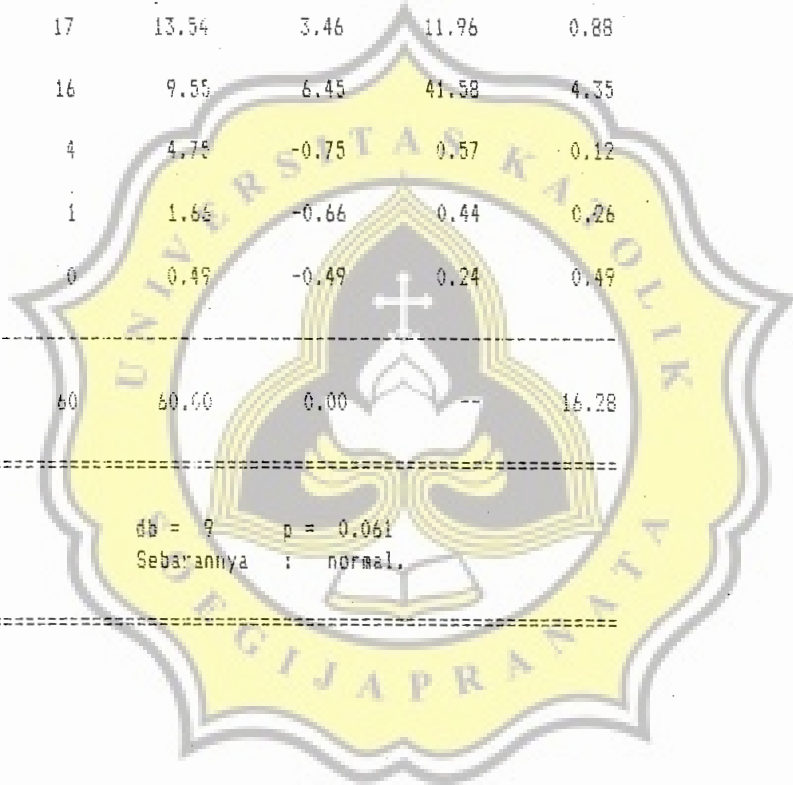 17 13.54 3.46 11.96 0.88
16 9.55 6.45 41.58 4.35
4 4.75 -0.75 0.57 0.12
1 1.66 -0.66 0.44 0.26
0 0.49 -0.49 0.24 0.49
60 60.00 0.00 -- 16.28
db = 9 p = 0.061
Sebarannya : normal.
UNIVERSITAS KATOLIK
SOEGIJAPRANATA